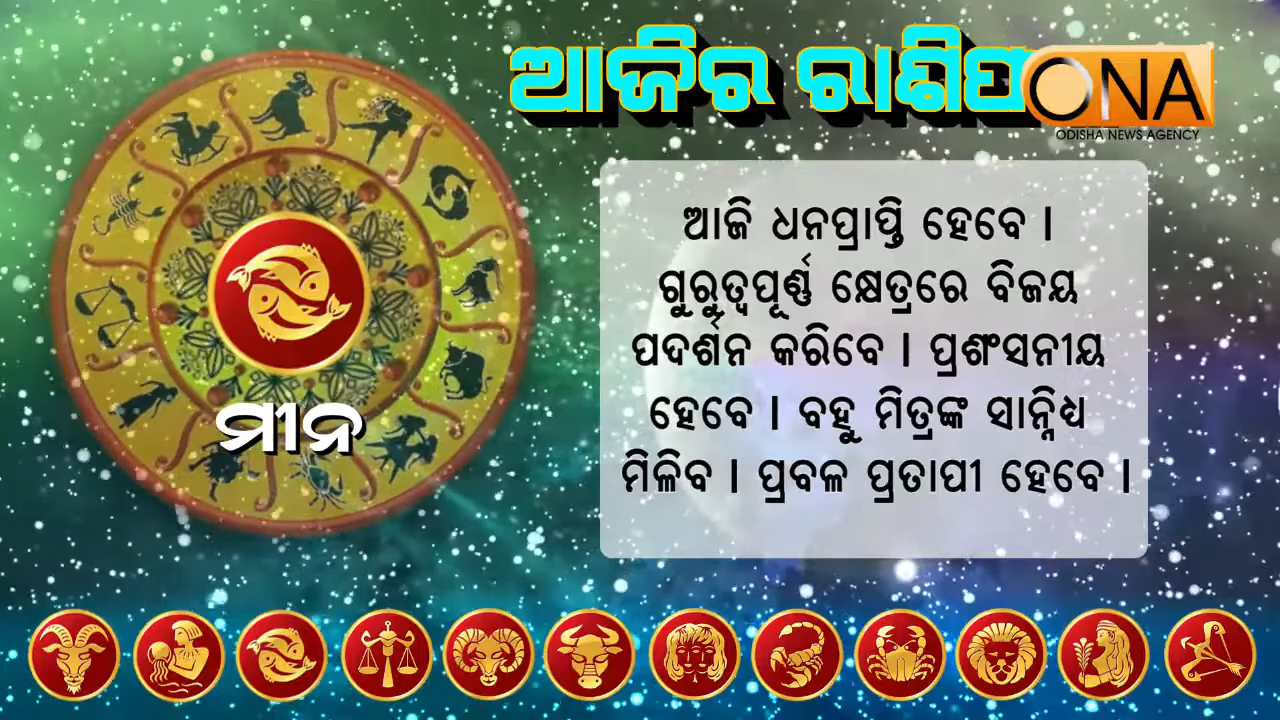 ଆଜିର ରାଶିଫ
ONA
ODISHA NEWS AGENCY
ଆଜି ଧନପ୍ରାପ୍ତି ହେବେ ।
ଗୁରୁତ୍ୱପୂର୍ଣ୍ଣ କ୍ଷେତ୍ରରେ ବିଜୟ
ପଦର୍ଶନ କରିବେ । ପ୍ରଶଂସନୀୟ
ହେବେ । ବହୁ ମିତ୍ରଙ୍କ ସାନ୍ନିଧ୍ୟ
ମିଳିବ । ପ୍ରବଳ ପ୍ରତାପୀ ହେବେ ।
ମୀନ